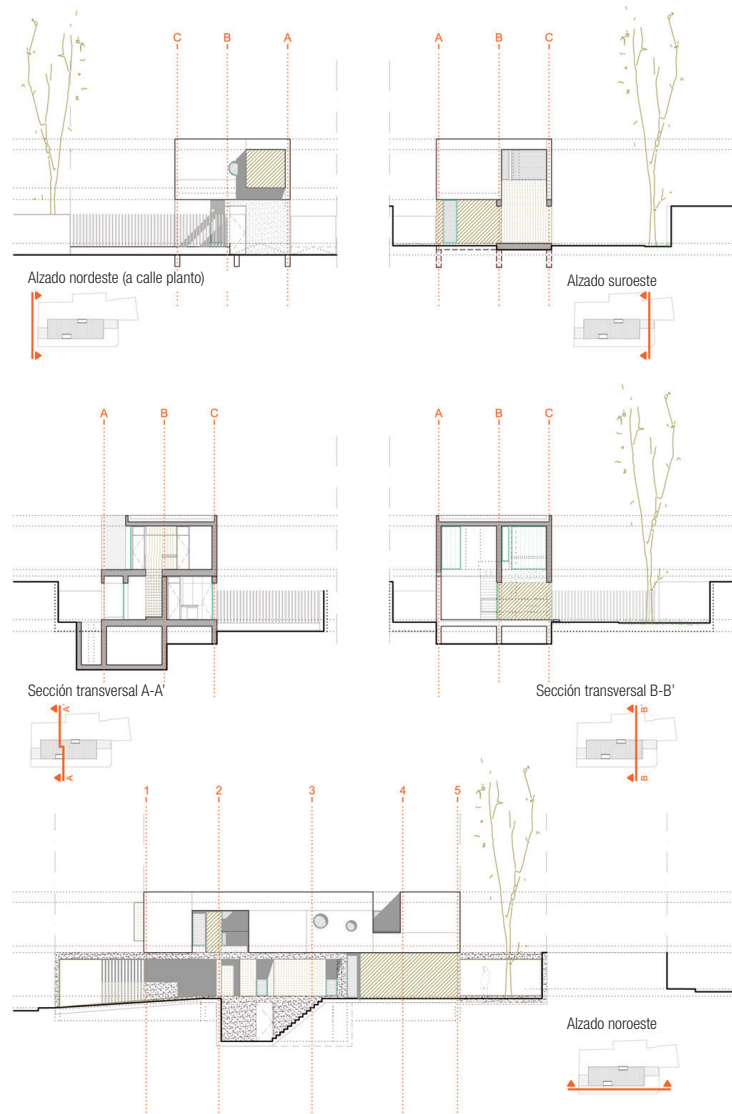 C B A
A B C
Alzado nordeste (a calle planto)
Alzado suroeste
A B C
A B C
Sección transversal A-A'
Sección transversal B-B'
A'
A
B'
B
1 2 3 4 5
Alzado noroeste